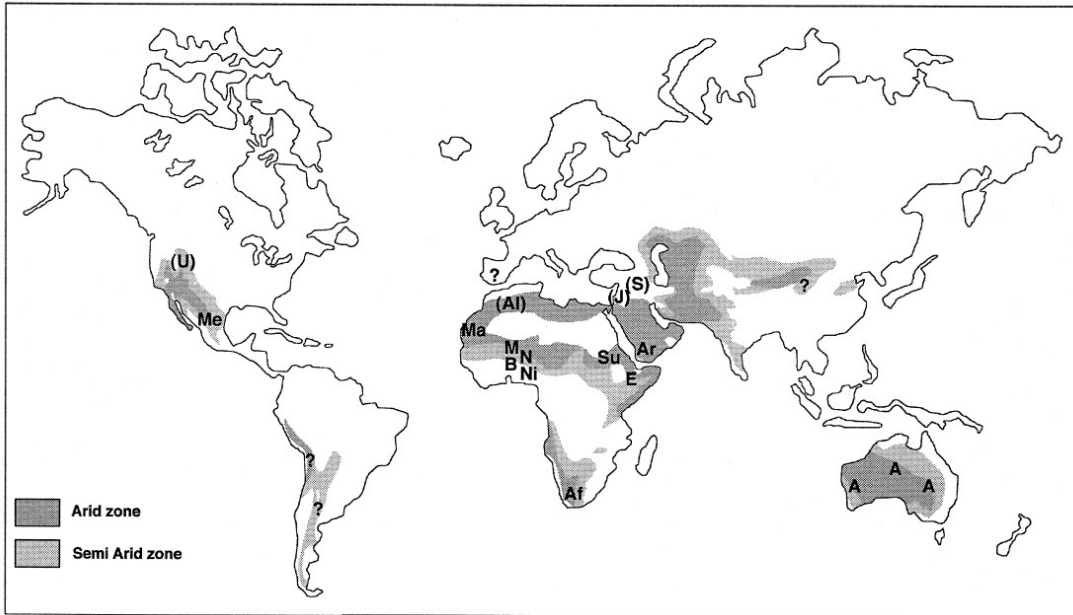 (U)
Me
?
?
?
(Al)
(J)
(S)
?
Ma
M
N
B
Ni
Su
Ar
E
Af
A
A
A
Arid zone
Semi Arid zone